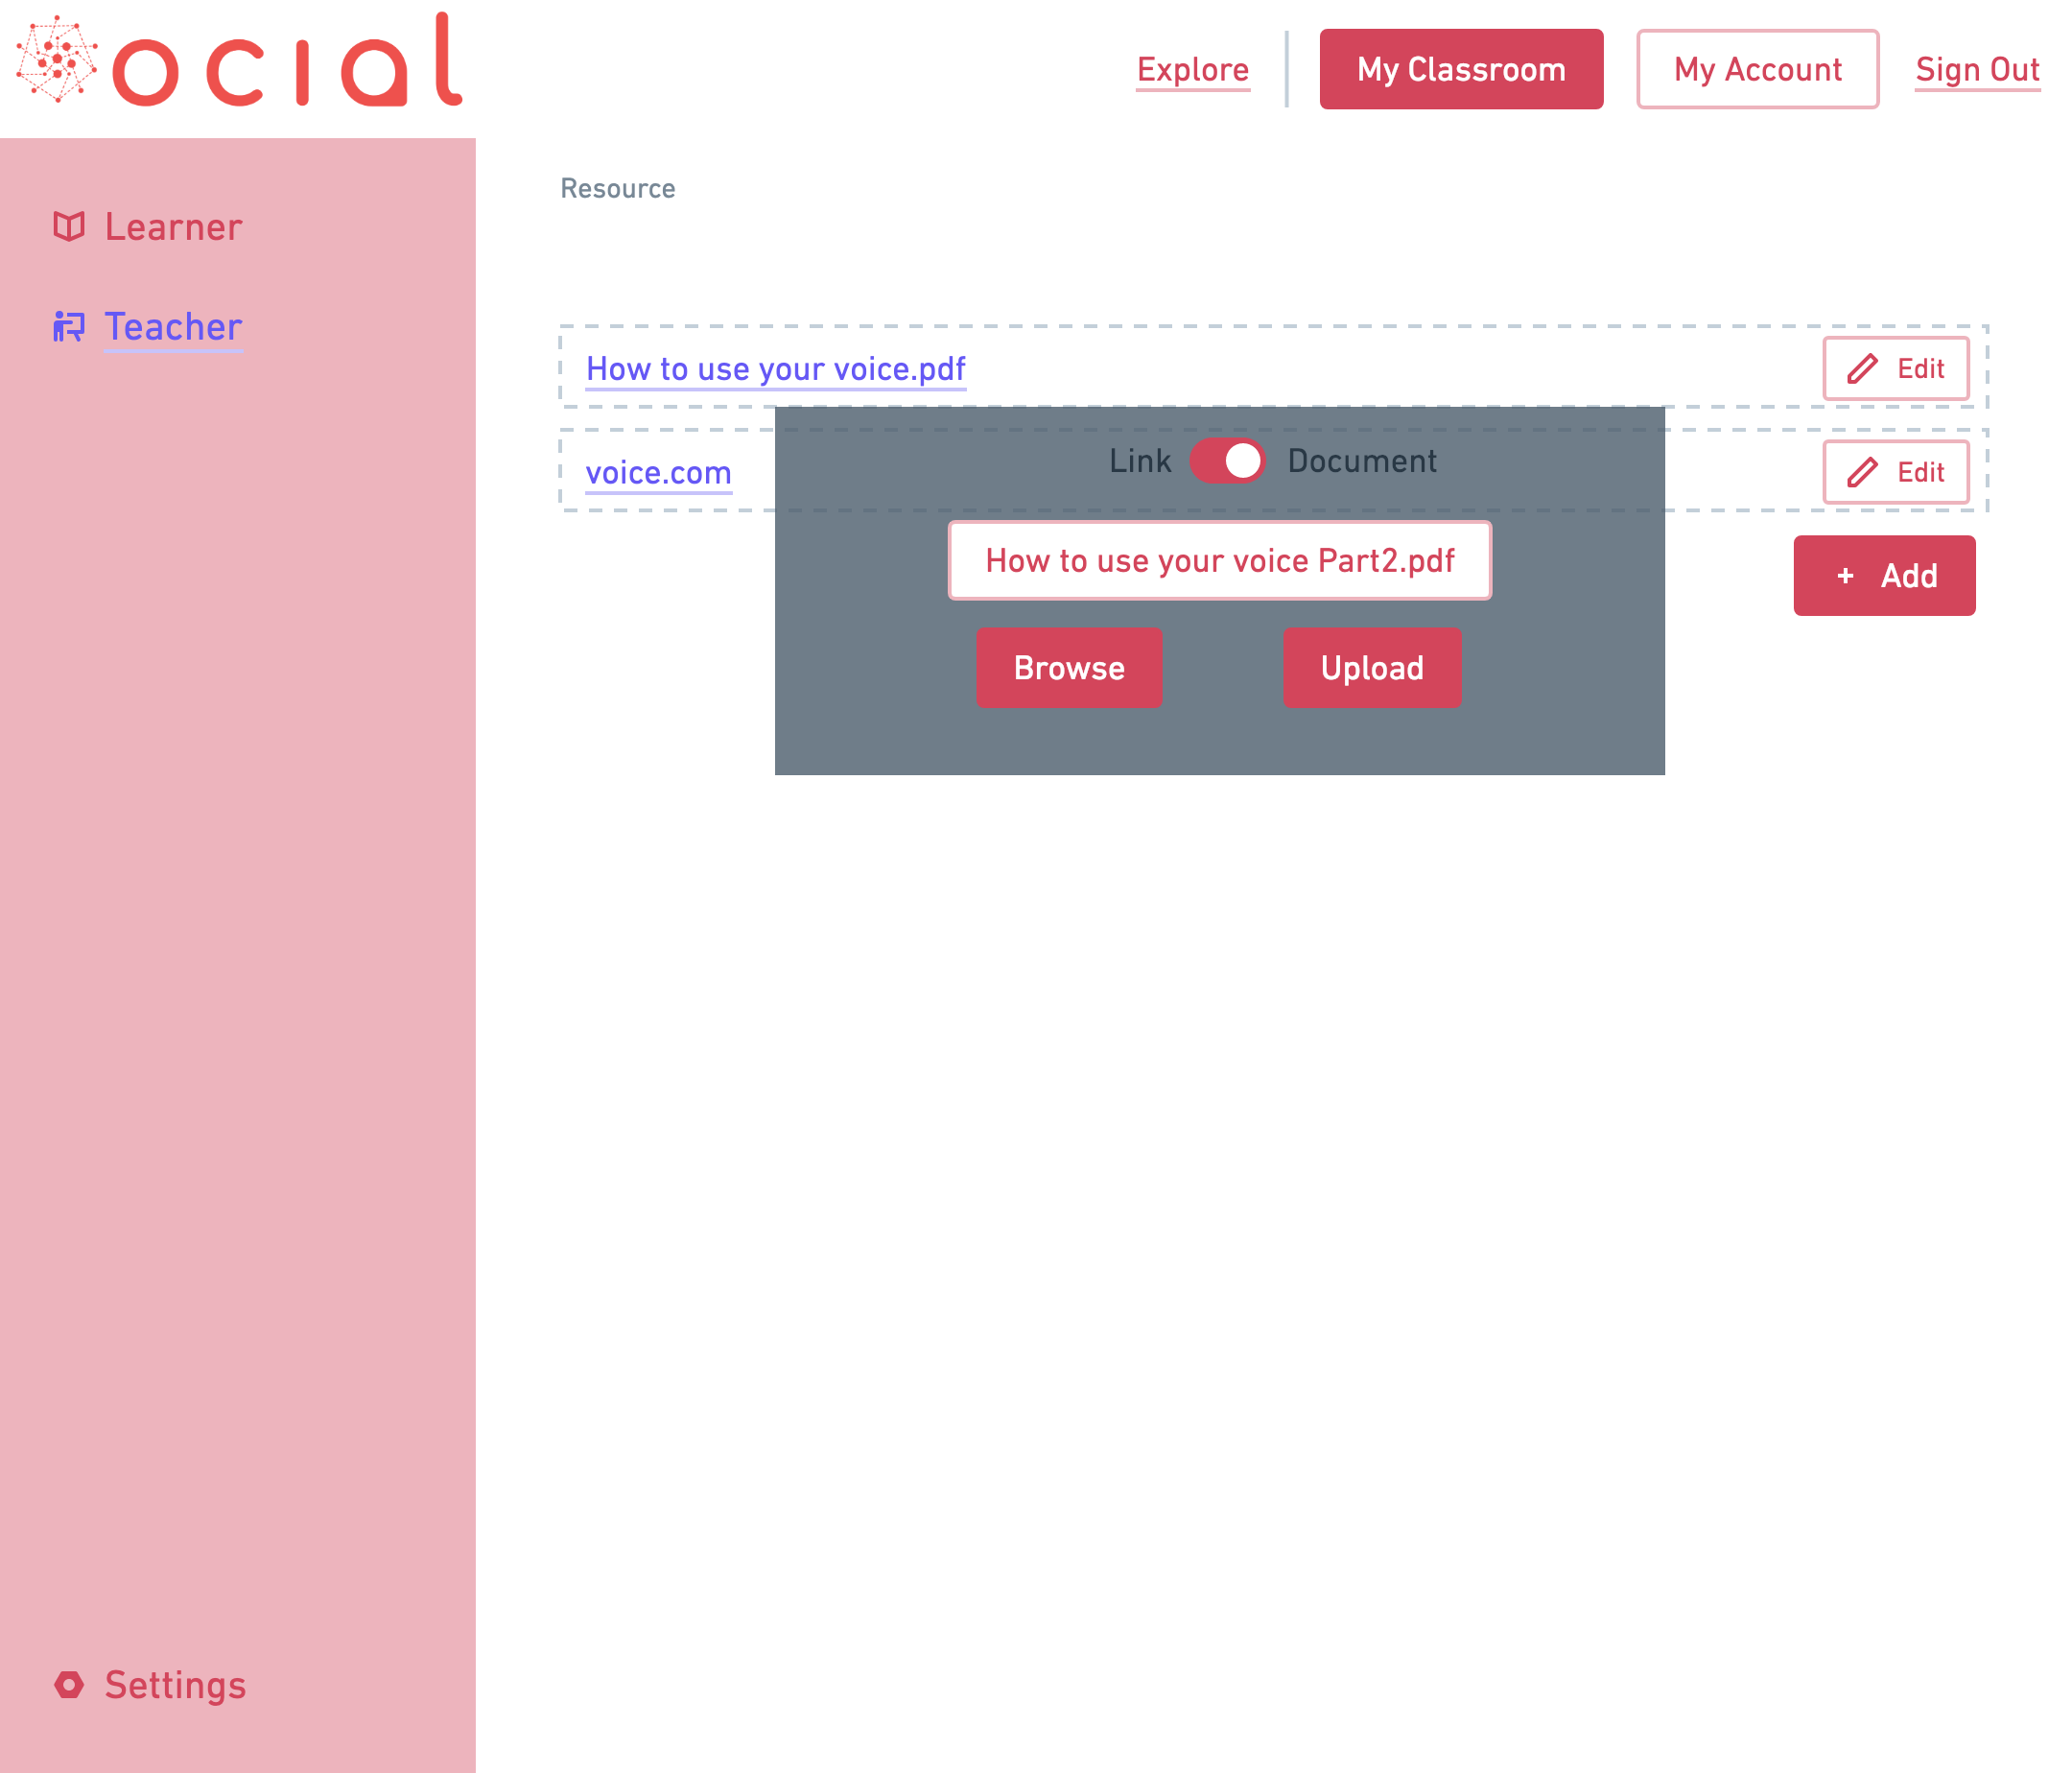 Social
Explore
My Classroom
My Account
Sign Out
Learner
Teacher
Resource
How to use your voice.pdf
Edit
voice.com
Edit
Link
Document
How to use your voice Part2.pdf
Browse
Upload
+ Add
Settings